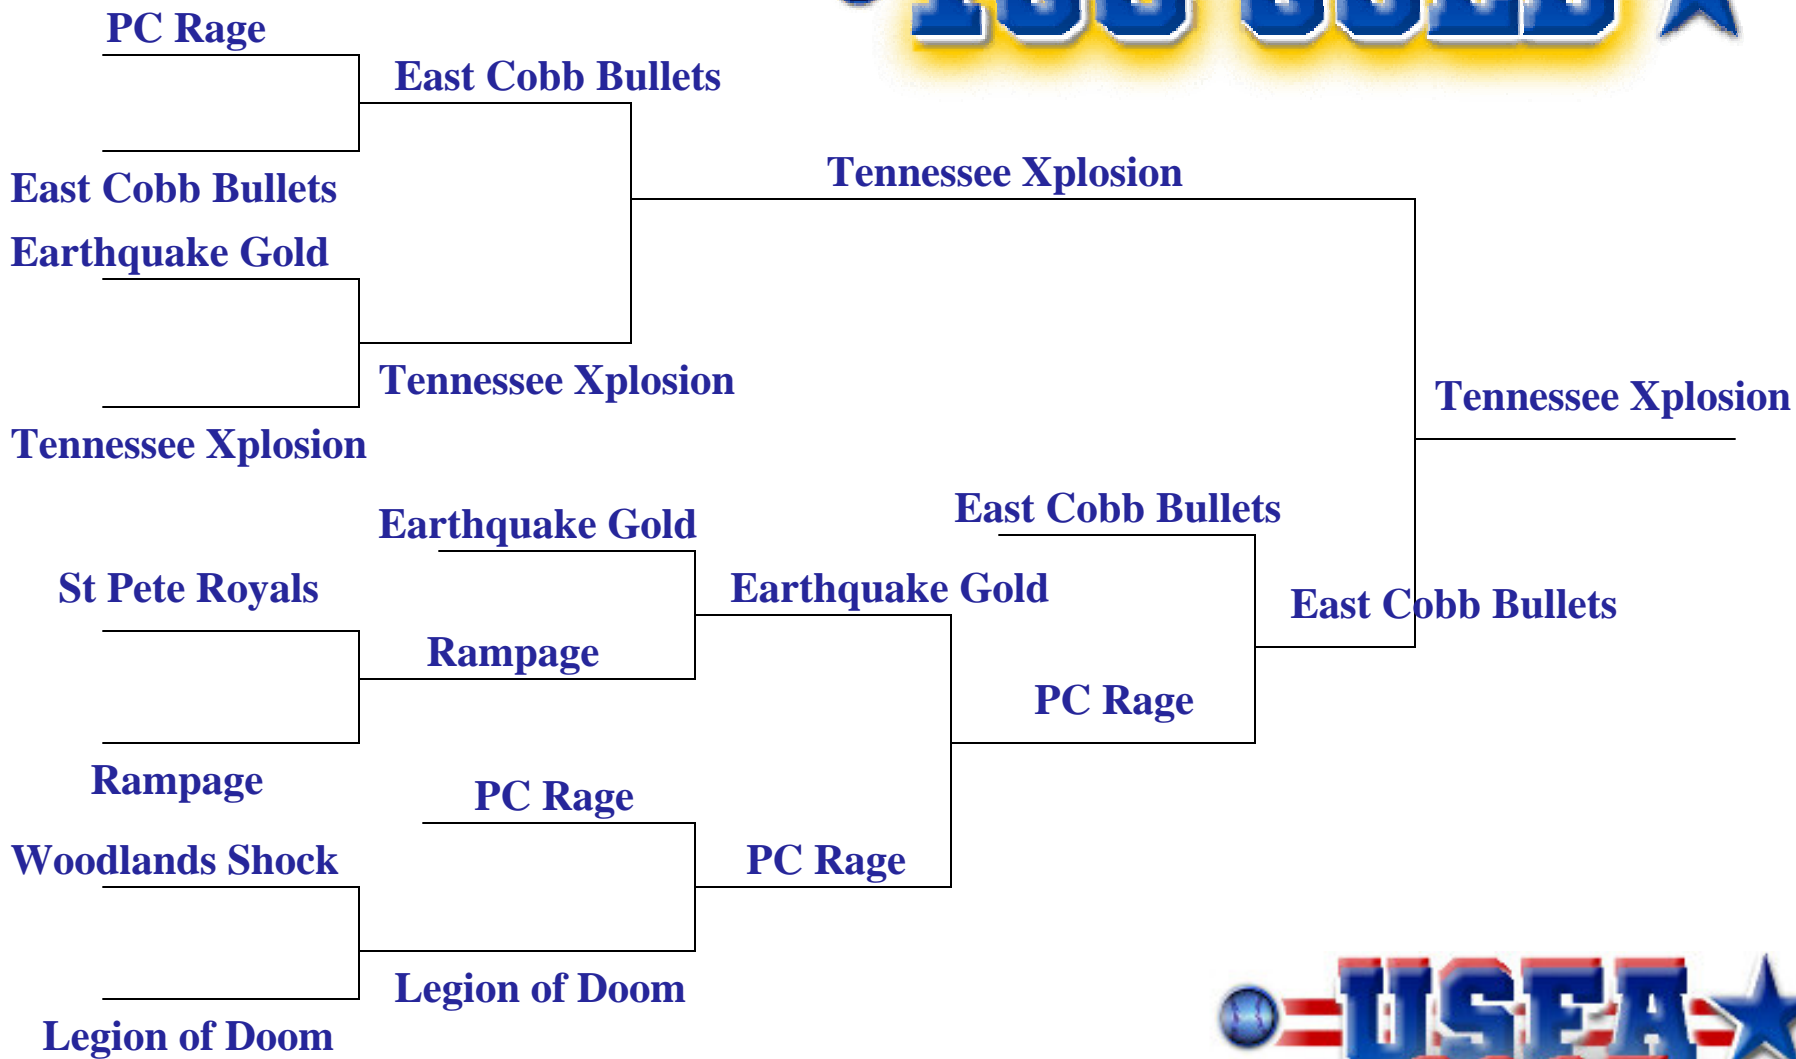 PC Rage
East Cobb Bullets
Tennessee Xplosion
East Cobb Bullets
Earthquake Gold
Tennessee Xplosion
Tennessee Xplosion
Tennessee Xplosion
East Cobb Bullets
Earthquake Gold
St Pete Royals
Earthquake Gold
East Cobb Bullets
Rampage
PC Rage
Rampage
PC Rage
Woodlands Shock
PC Rage
Legion of Doom
Legion of Doom
USFA